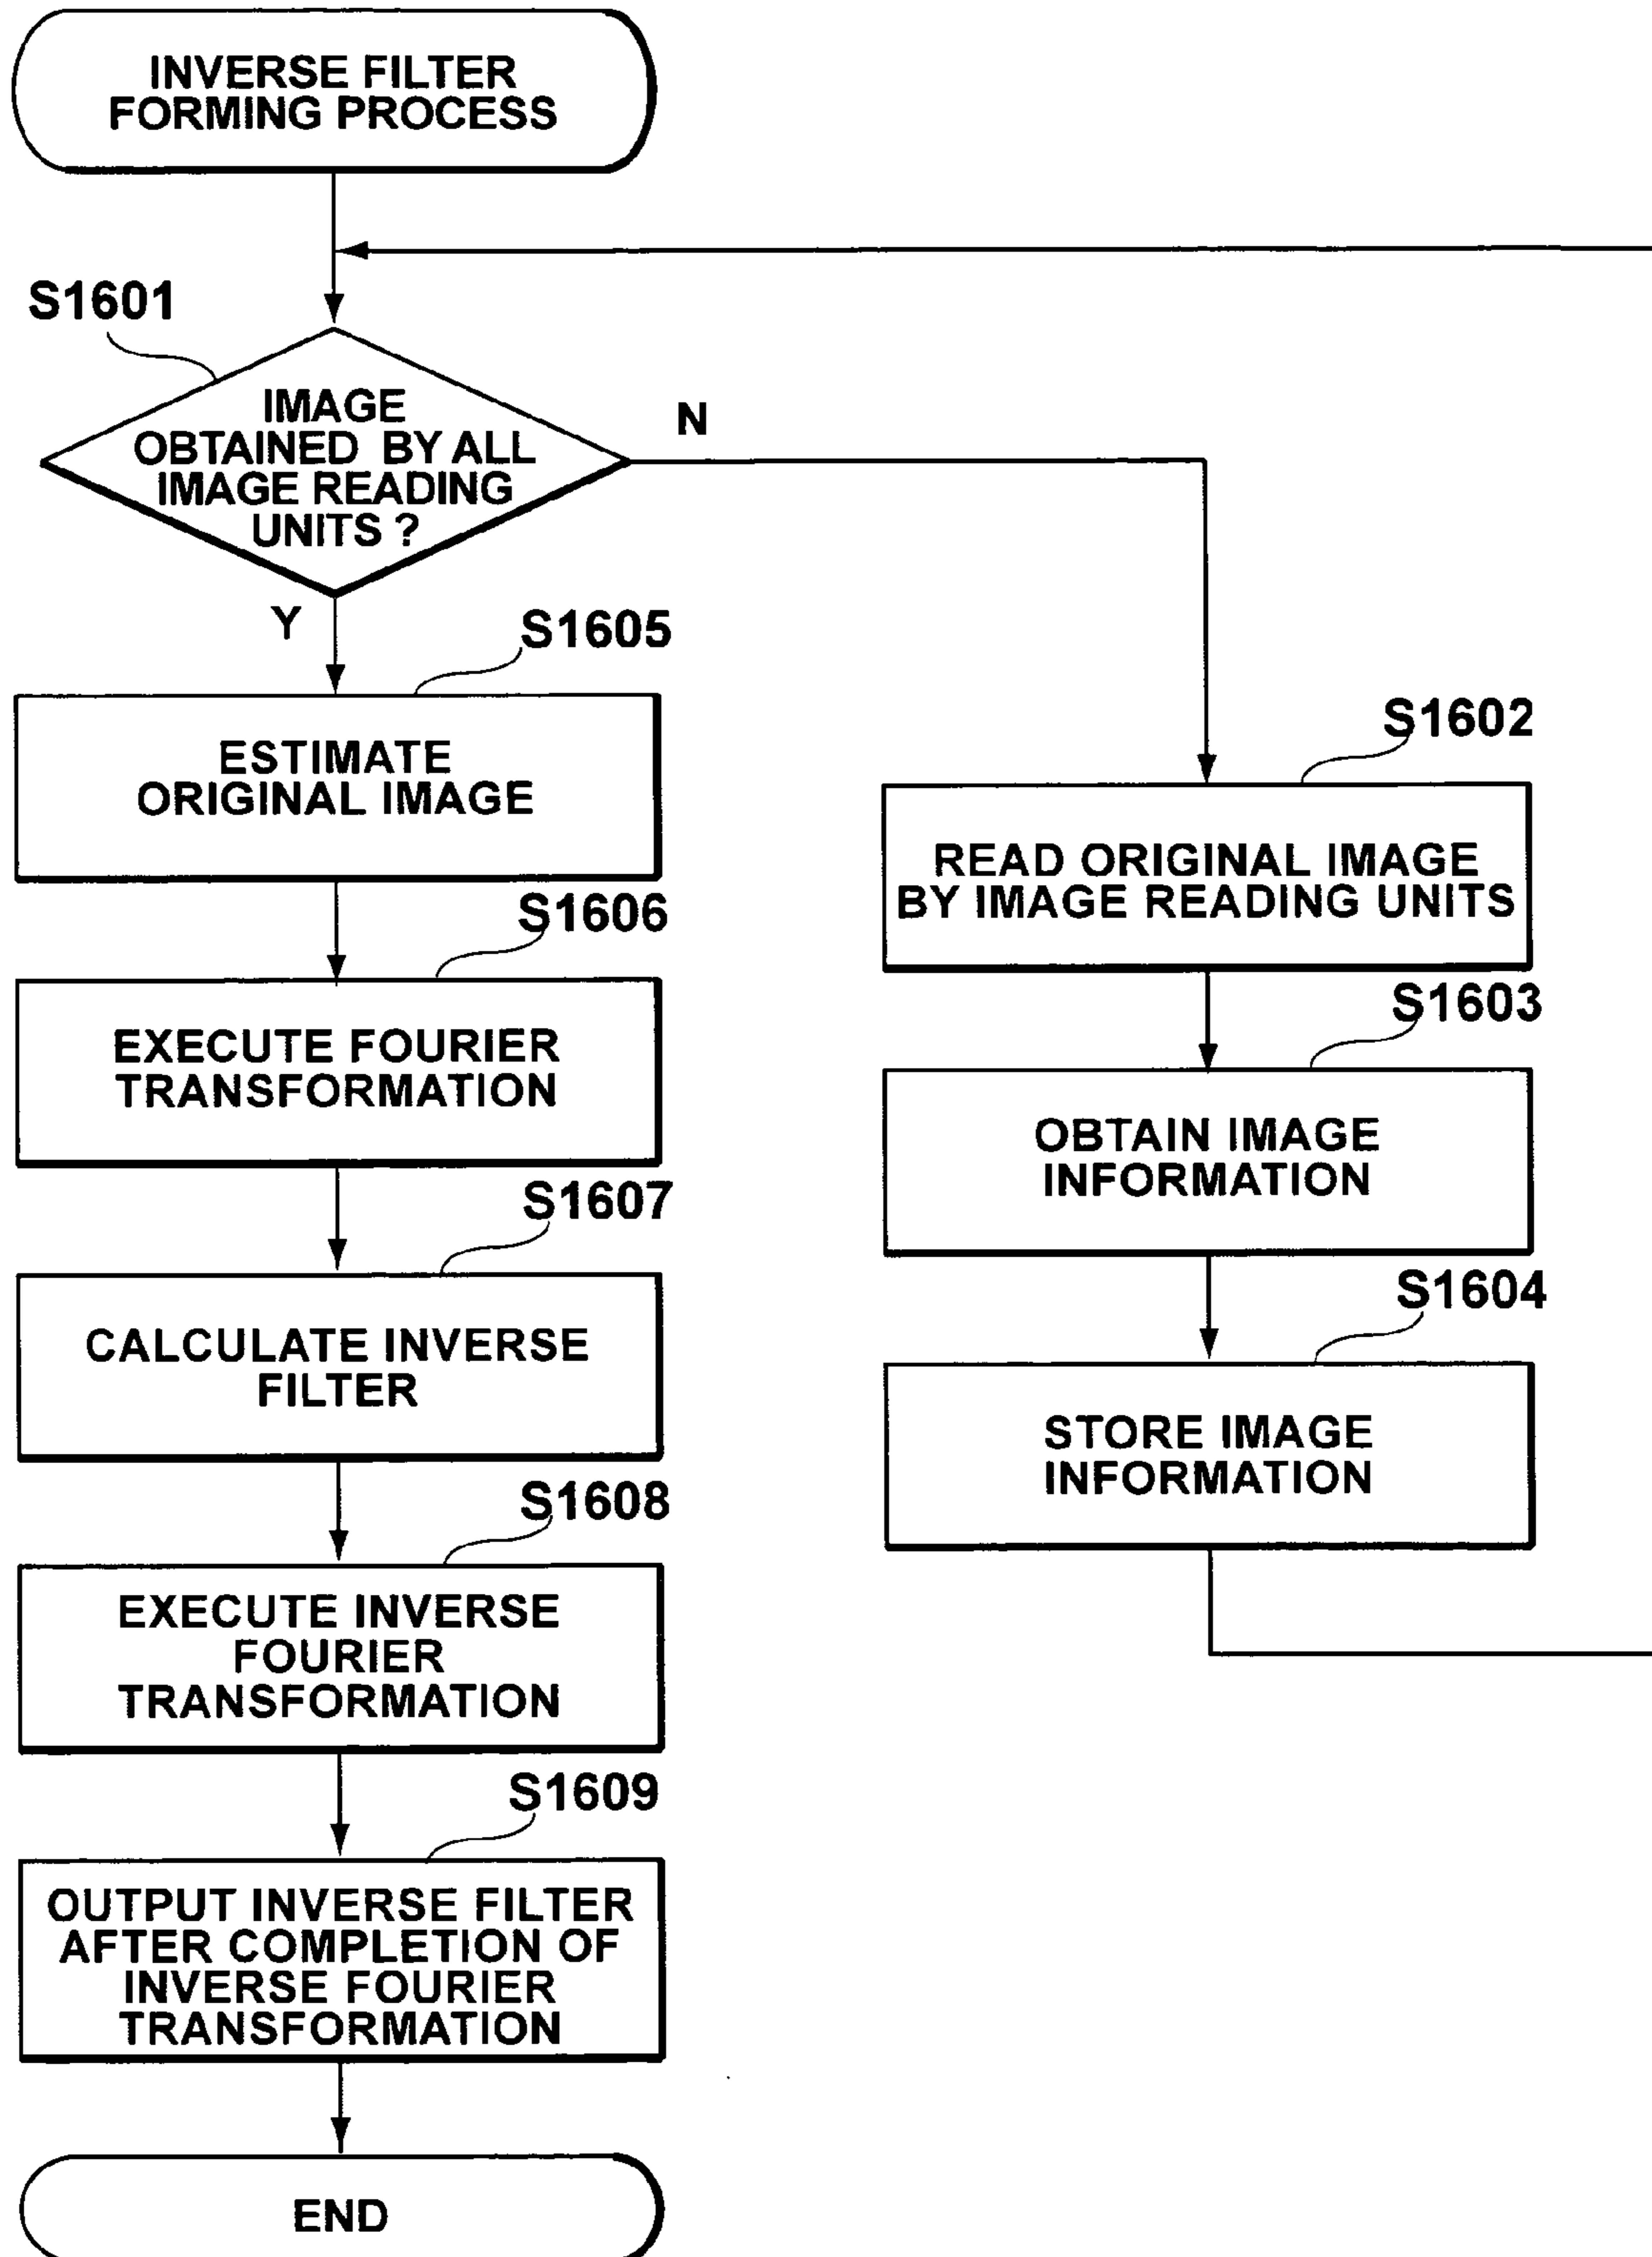 INVERSE FILTER
FORMING PROCESS
S1601
IMAGE
OBTAINED BY ALL
IMAGE READING
UNITS ?
N
Y
S1605
ESTIMATE
ORIGINAL IMAGE
S1606
EXECUTE FOURIER
TRANSFORMATION
S1607
CALCULATE INVERSE
FILTER
S1608
EXECUTE INVERSE
FOURIER
TRANSFORMATION
S1609
OUTPUT INVERSE FILTER
AFTER COMPLETION OF
INVERSE FOURIER
TRANSFORMATION
END
S1602
READ ORIGINAL IMAGE
BY IMAGE READING UNITS
S1603
OBTAIN IMAGE
INFORMATION
S1604
STORE IMAGE
INFORMATION